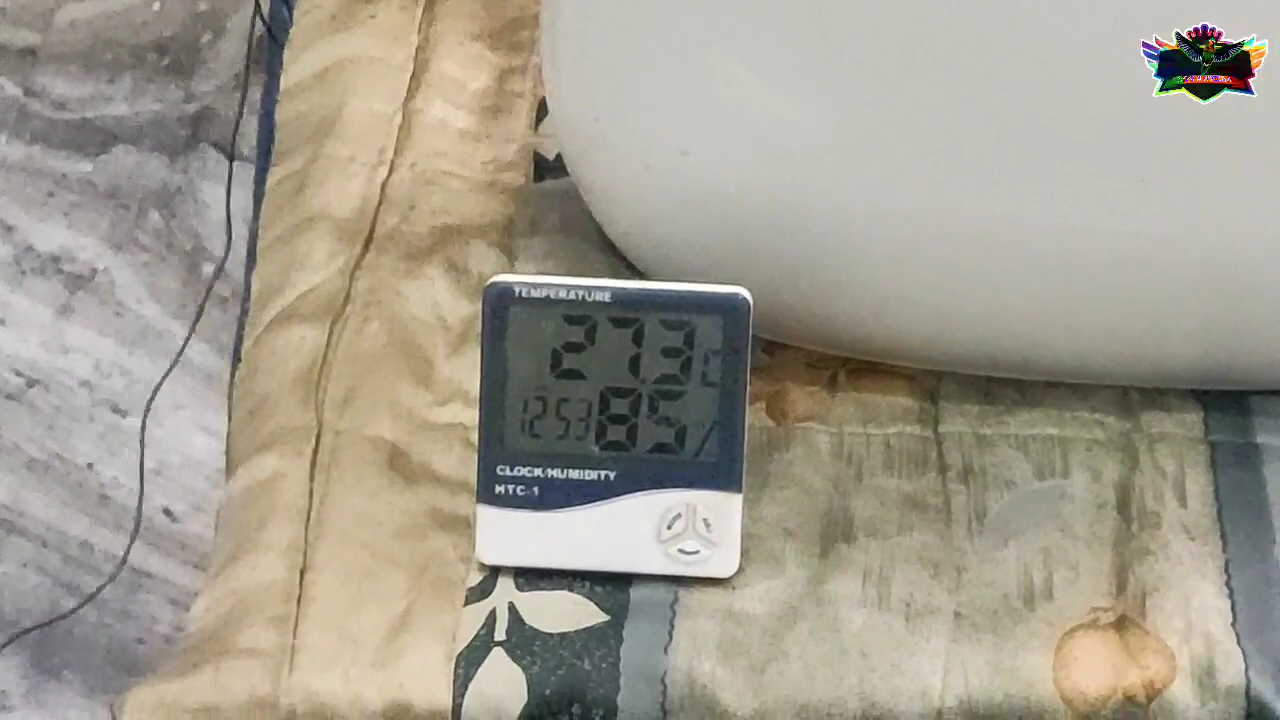 TEMPERATURE
27.3 C
12 53 85 %
CLOCK/HUMIDITY
HTC-1